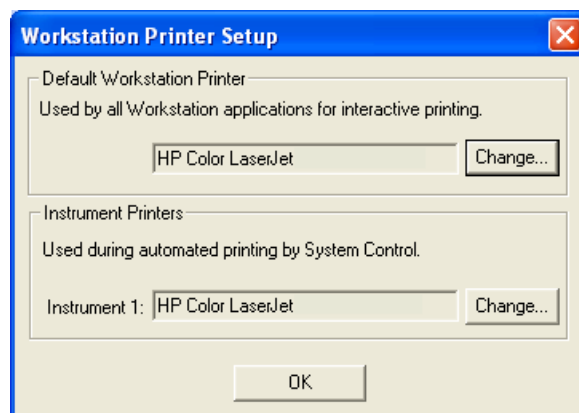 Workstation Printer Setup
Default Workstation Printer
Used by all Workstation applications for interactive printing.
HP Color LaserJet Change...
Instrument Printers
Used during automated printing by System Control.
Instrument 1: HP Color LaserJet Change...
OK